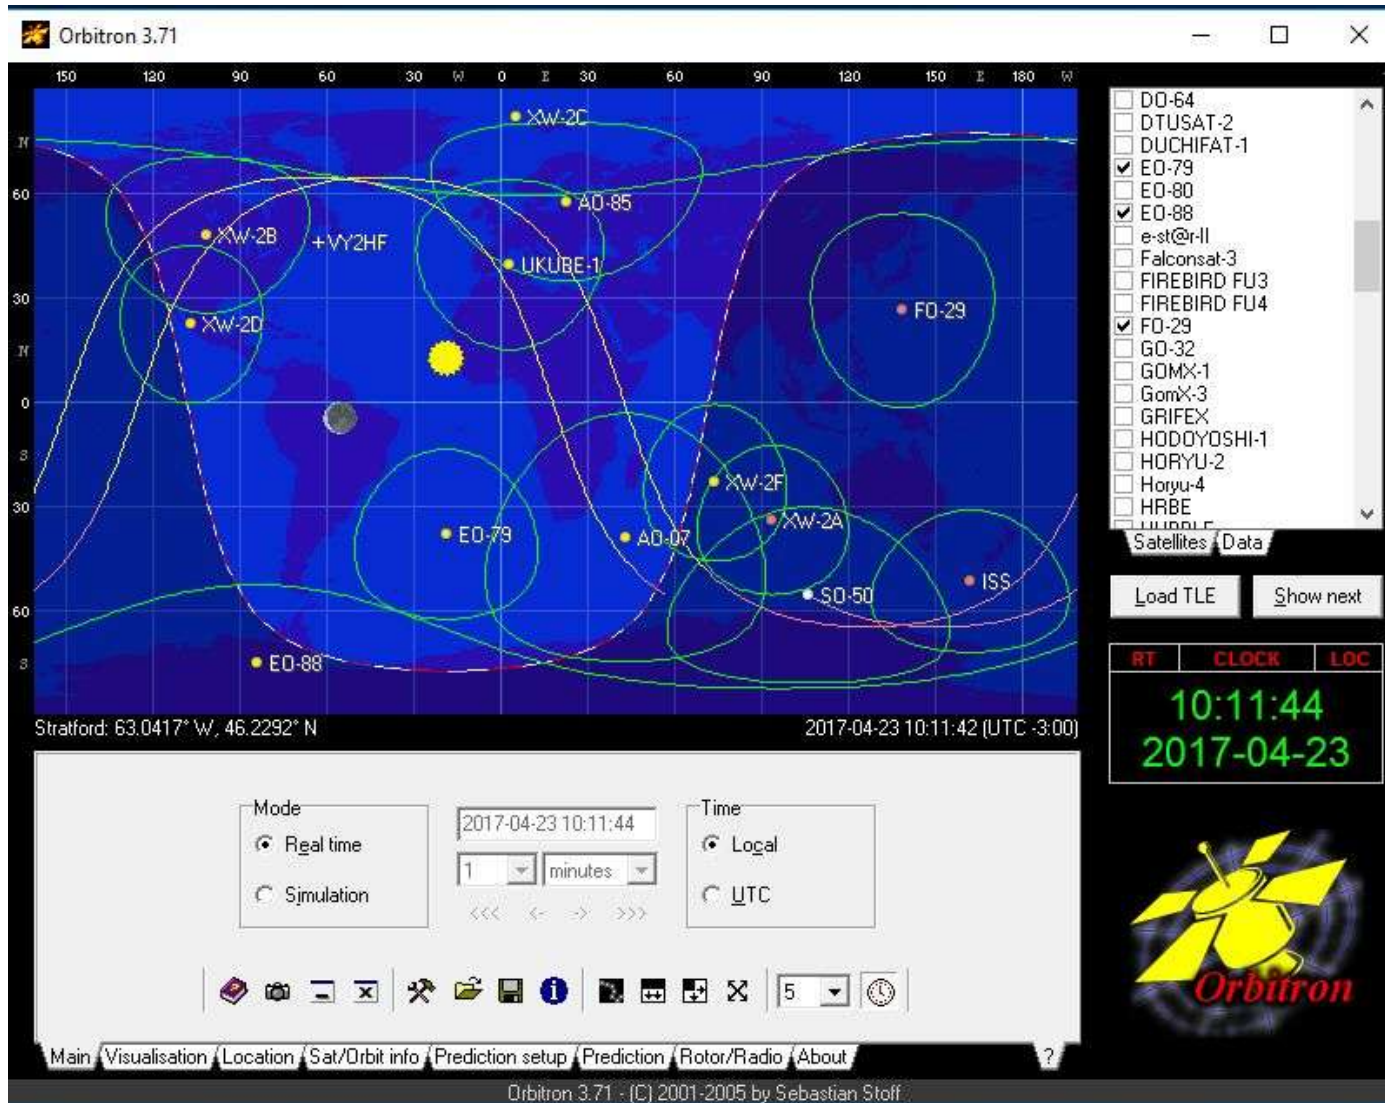 Orbitron 3.71
150 120 90 60 30 W 0 E 30 60 90 120 150 E 180 W
N
60
30
N
0
S
30
60
S
XW-2C
AO-85
XW-2B
+VY2HF
UKUBE-1
XW-2D
FO-29
XW-2F
XW-2A
EO-79
AO-07
ISS
SO-50
EO-88
Stratford: 63.0417° W, 46.2292° N
2017-04-23 10:11:42 (UTC -3:00)
DO-64
DTUSAT-2
DUCHIFAT-1
EO-79
EO-80
EO-88
e-st@r-II
Falconsat-3
FIREBIRD FU3
FIREBIRD FU4
FO-29
GO-32
GOMX-1
GomX-3
GRIFEX
HODOYOSHI-1
HORYU-2
Horyu-4
HRBE
HUBBLE
Satellites Data
Load TLE Show next
RT CLOCK LOC
10:11:44
2017-04-23
Orbitron
Mode
Real time
Simulation
2017-04-23 10:11:44
1 minutes
<<< <- -> >>>
Time
Local
UTC
5
Main Visualisation Location Sat/Orbit info Prediction setup Prediction Rotor/Radio About ?
Orbitron 3.71 - (C) 2001-2005 by Sebastian Stoff